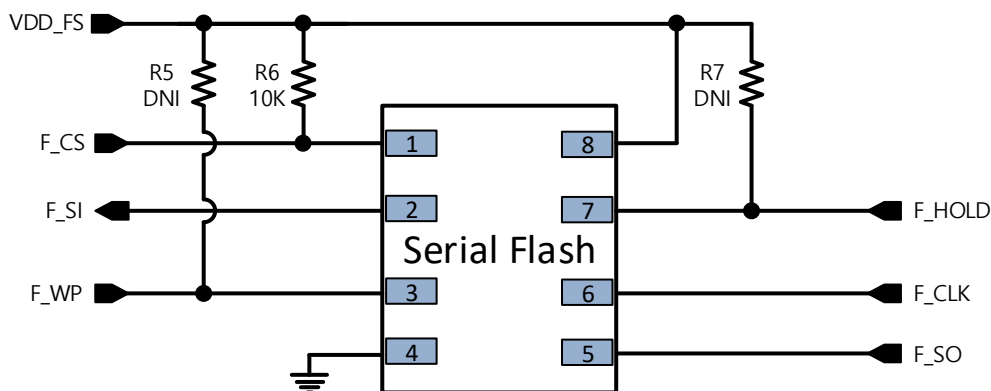 VDD_FS
R5
DNI
R6
10K
R7
DNI
F_CS
1
8
F_SI
2
7
F_HOLD
Serial Flash
F_WP
3
6
F_CLK
4
5
F_SO